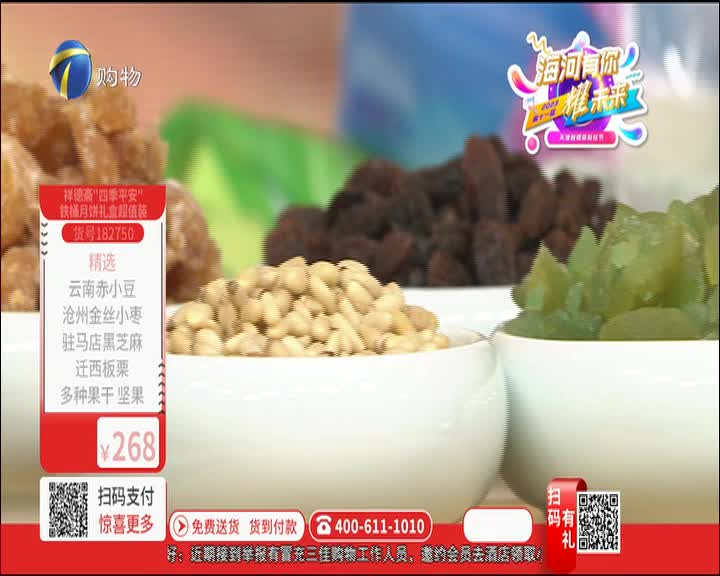 购物
海河有你
2023
耀未来
祥德斋"四季平安"
铁桶月饼礼盒超值装
货号182750
精选
云南赤小豆
沧州金丝小枣
驻马店黑芝麻
迁西板栗
多种果干 坚果
¥268
扫码支付
惊喜更多
免费送货 货到付款
400-611-1010
扫码有礼
好：近期接到举报有冒充三佳购物工作人员，邀约会员去酒店领取